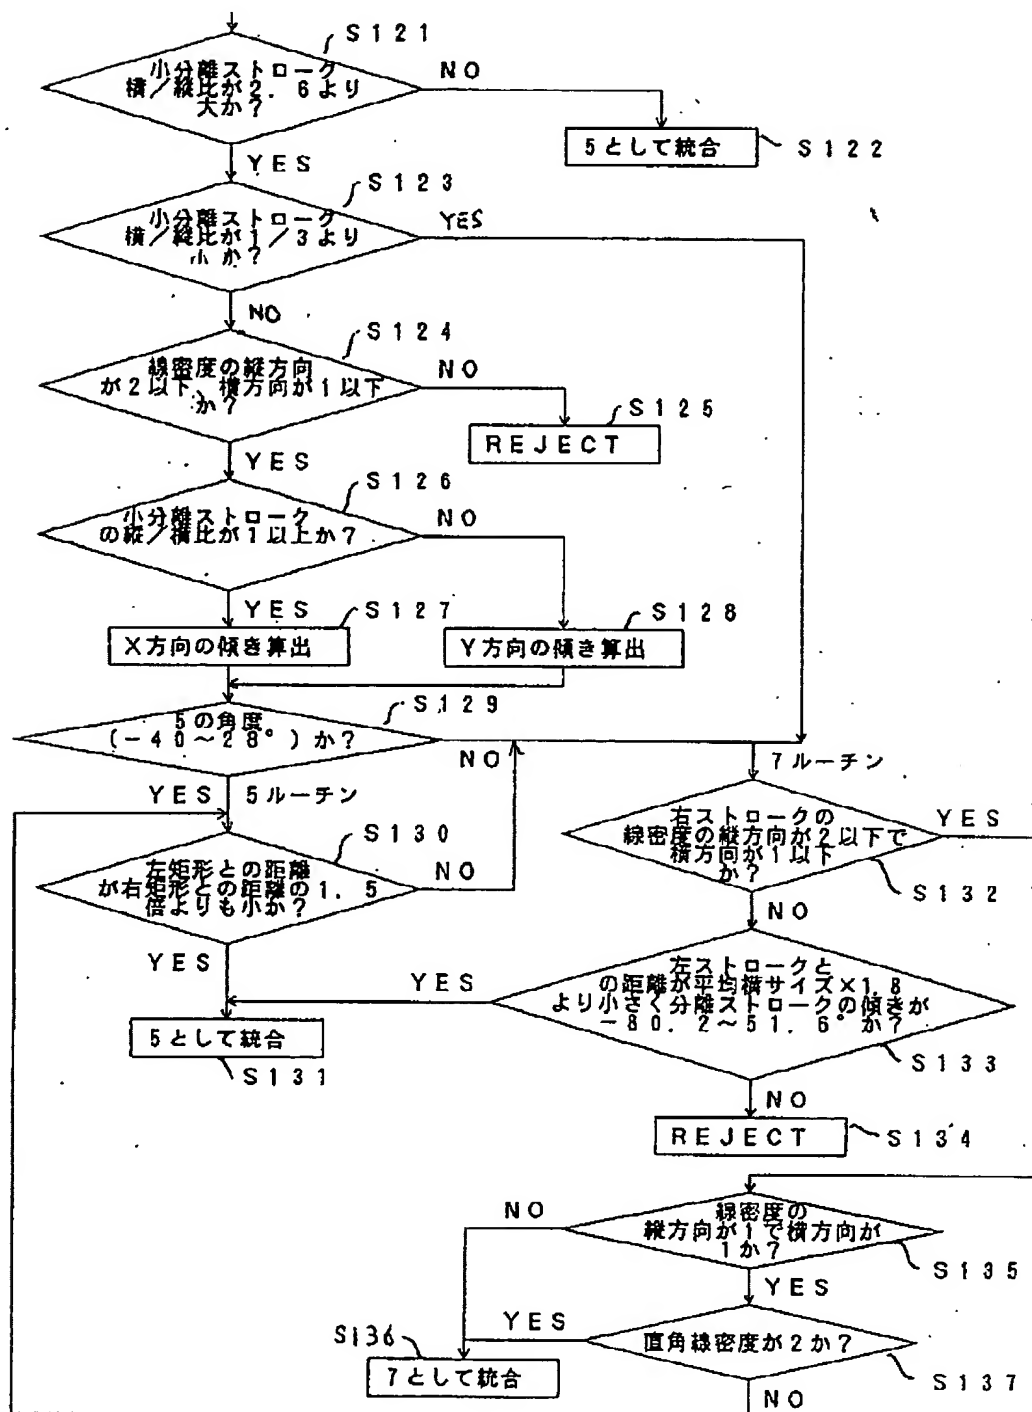 S121
小分離ストローク
横／縦比が2.6より
大か？
NO
5として統合
S122
YES
S123
小分離ストローク
横／縦比が1／3より
小か？
YES
NO
S124
線密度の縦方向
が2以下、横方向が1以下
か？
NO
S125
REJECT
YES
S126
小分離ストローク
の縦／横比が1以上か？
NO
YES
S127
X方向の傾き算出
S128
Y方向の傾き算出
S129
5の角度
(−40〜28°)か？
NO
7ルーチン
YES
5ルーチン
S130
左矩形との距離
が右矩形との距離の1.5
倍よりも小か？
NO
右ストロークの
線密度の縦方向が2以下で
横方向が1以下
か？
YES
S132
NO
YES
左ストロークと
の距離が平均横サイズ×1.8
より小さく分離ストロークの傾きが
−80.2〜51.6°か？
YES
S133
5として統合
S131
NO
REJECT
S134
線密度の
縦方向が1で横方向が
1か？
NO
S135
YES
直角線密度が2か？
YES
S137
S136
7として統合
NO